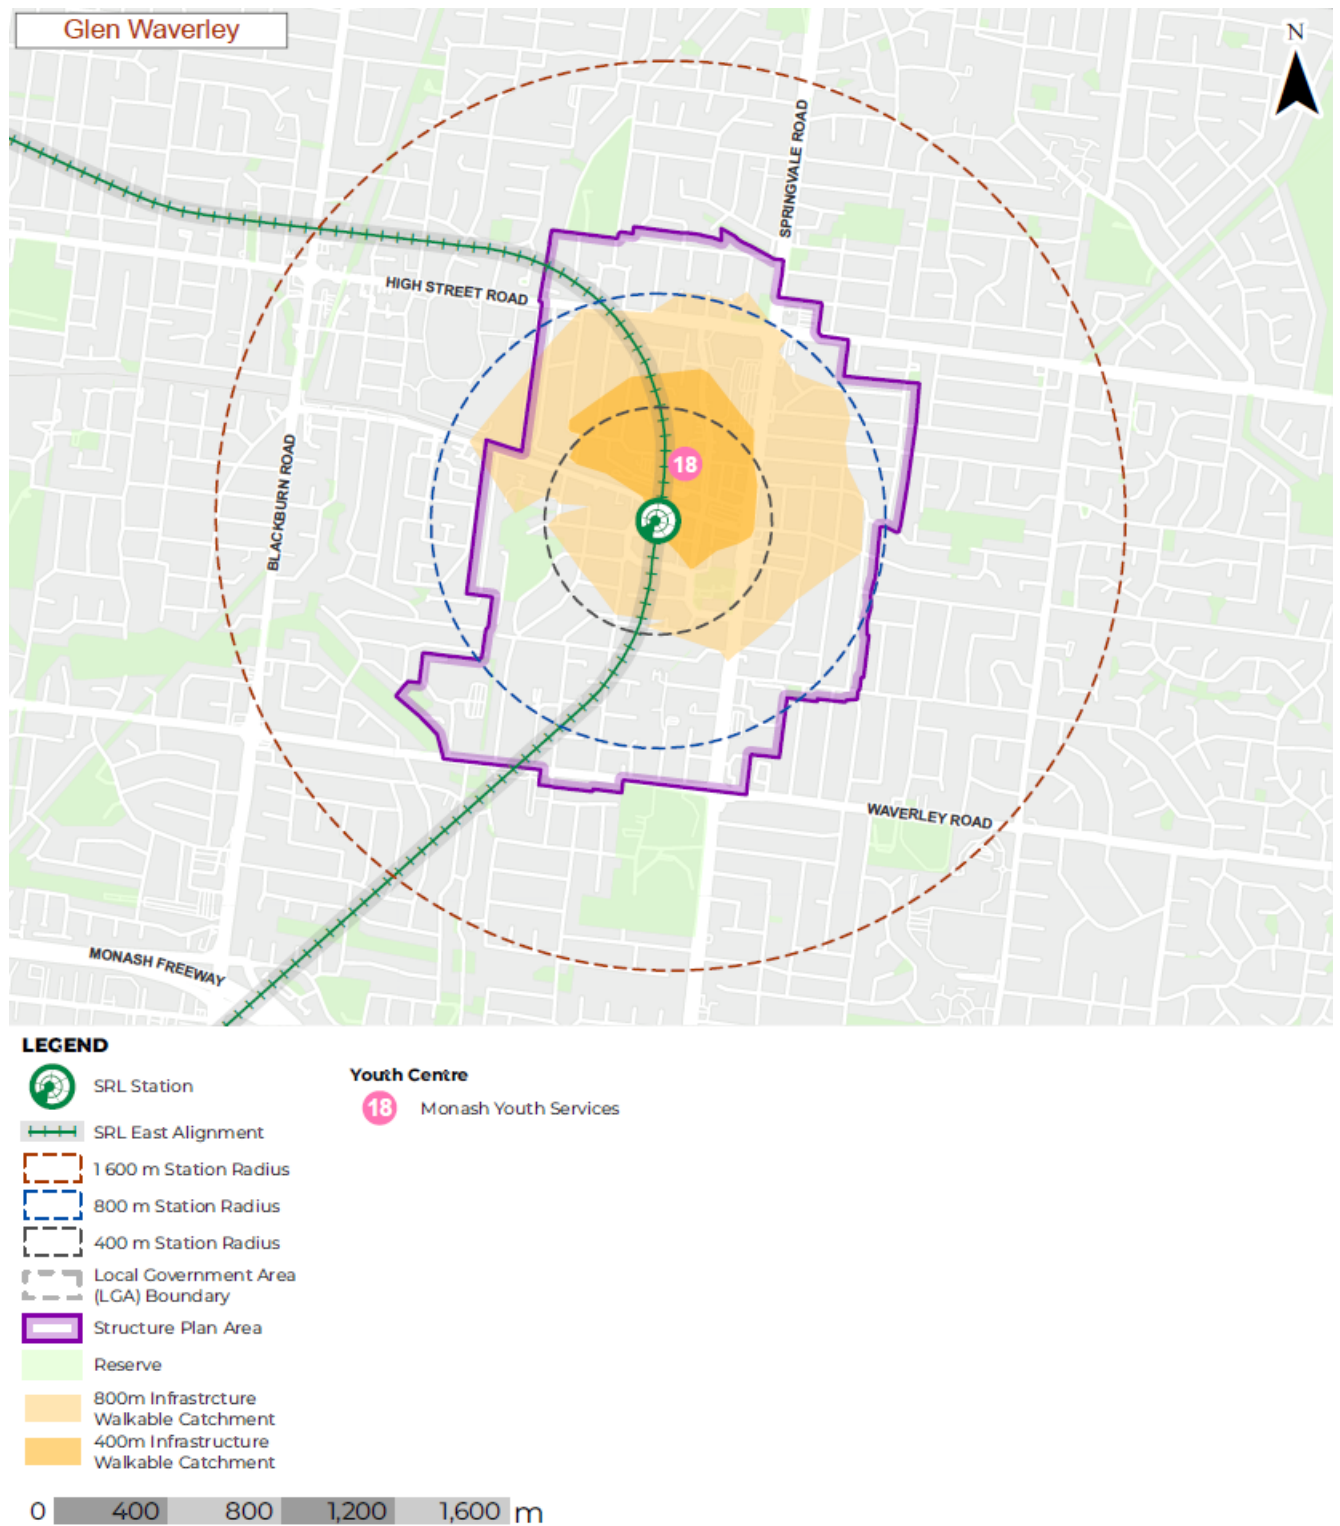 Glen Waverley
N
SPRINGVALE ROAD
HIGH STREET ROAD
BLACKBURN ROAD
18
WAVERLEY ROAD
MONASH FREEWAY
LEGEND
SRL Station
SRL East Alignment
1 600 m Station Radius
800 m Station Radius
400 m Station Radius
Local Government Area
(LGA) Boundary
Structure Plan Area
Reserve
800m Infrastrcture
Walkable Catchment
400m Infrastructure
Walkable Catchment
Youth Centre
18 Monash Youth Services
0 400 800 1,200 1,600 m